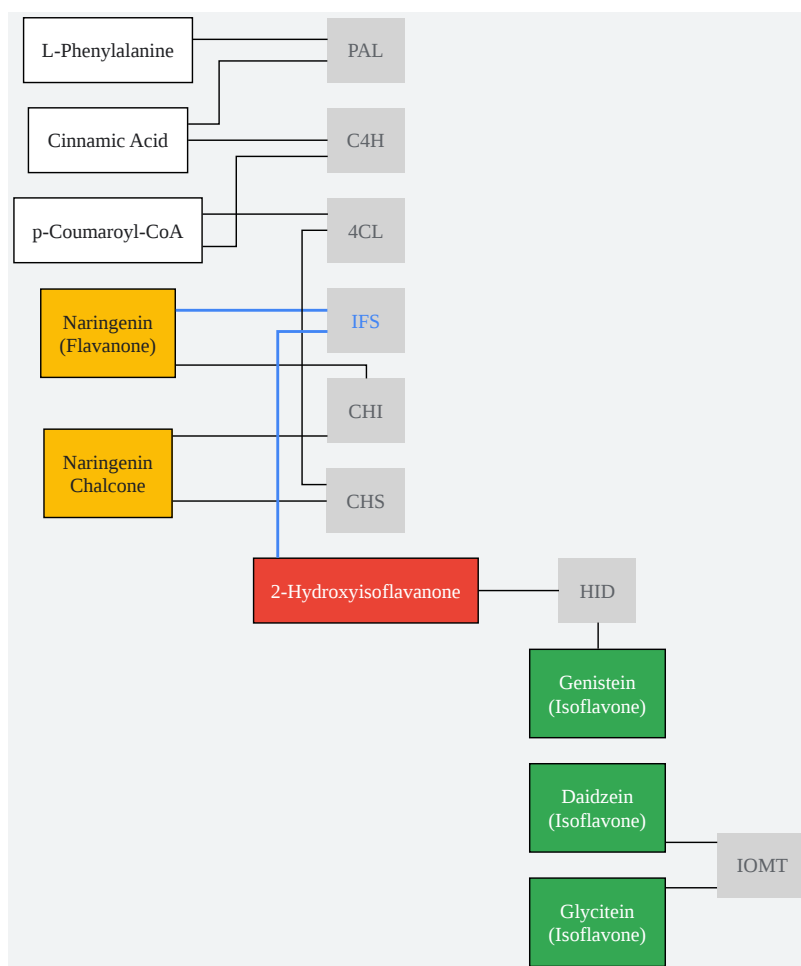 L-Phenylalanine
PAL
Cinnamic Acid
C4H
p-Coumaroyl-CoA
4CL
Naringenin
(Flavanone)
IFS
CHI
Naringenin
Chalcone
CHS
2-Hydroxyisoflavanone
HID
Genistein
(Isoflavone)
Daidzein
(Isoflavone)
IOMT
Glycitein
(Isoflavone)